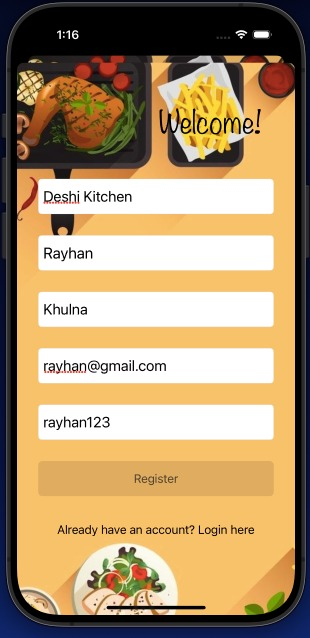 1:16
Welcome!
Deshi Kitchen
Rayhan
Khulna
rayhan@gmail.com
rayhan123
Register
Already have an account? Login here